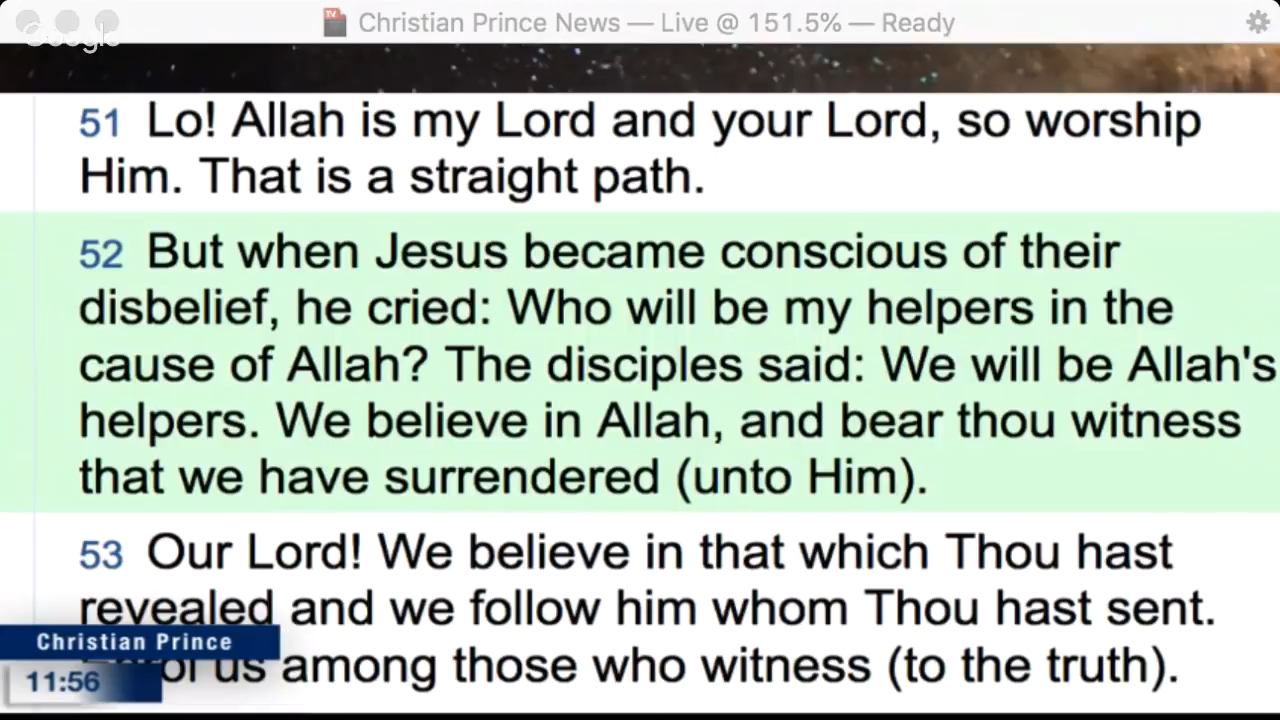 Christian Prince News — Live @ 151.5% — Ready
Google
51 Lo! Allah is my Lord and your Lord, so worship
Him. That is a straight path.
52 But when Jesus became conscious of their
disbelief, he cried: Who will be my helpers in the
cause of Allah? The disciples said: We will be Allah's
helpers. We believe in Allah, and bear thou witness
that we have surrendered (unto Him).
53 Our Lord! We believe in that which Thou hast
revealed and we follow him whom Thou hast sent.
us among those who witness (to the truth).
Christian Prince
11:56